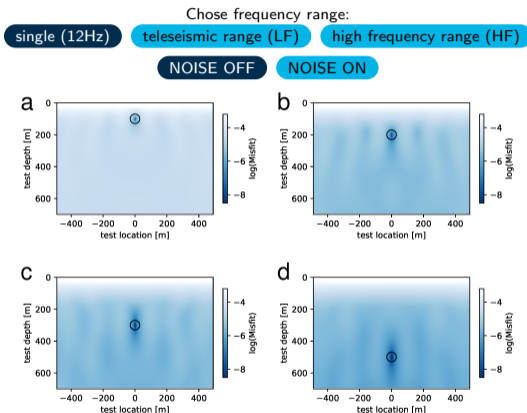 Chose frequency range:
single (12Hz) teleseismic range (LF) high frequency range (HF)
NOISE OFF NOISE ON
a
0
200
400
600
test depth [m]
−400 −200 0 200 400
test location [m]
−4
−6
−8
log(Misfit)
b
0
200
400
600
test depth [m]
−400 −200 0 200 400
test location [m]
−4
−6
−8
log(Misfit)
c
0
200
400
600
test depth [m]
−400 −200 0 200 400
test location [m]
−4
−6
−8
log(Misfit)
d
0
200
400
600
test depth [m]
−400 −200 0 200 400
test location [m]
−4
−6
−8
log(Misfit)